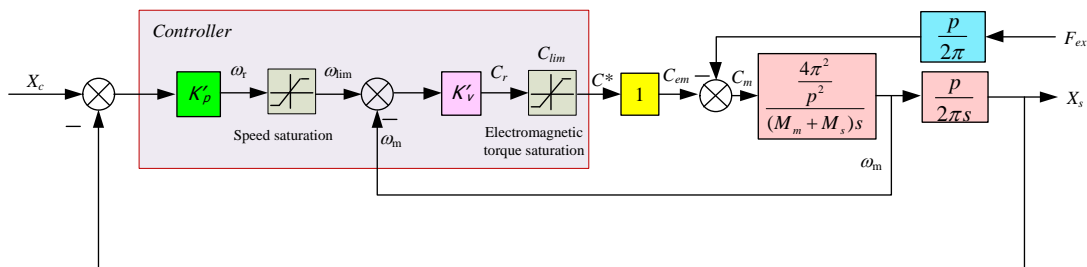 Controller
X_c
−
K'_p
ω_r
Speed saturation
ω_lim
−
ω_m
K'_v
C_r
C_lim
Electromagnetic
torque saturation
C*
1
C_em
−
C_m
4π²
p²
(M_m + M_s)s
ω_m
p
2π
F_ex
p
2πs
X_s